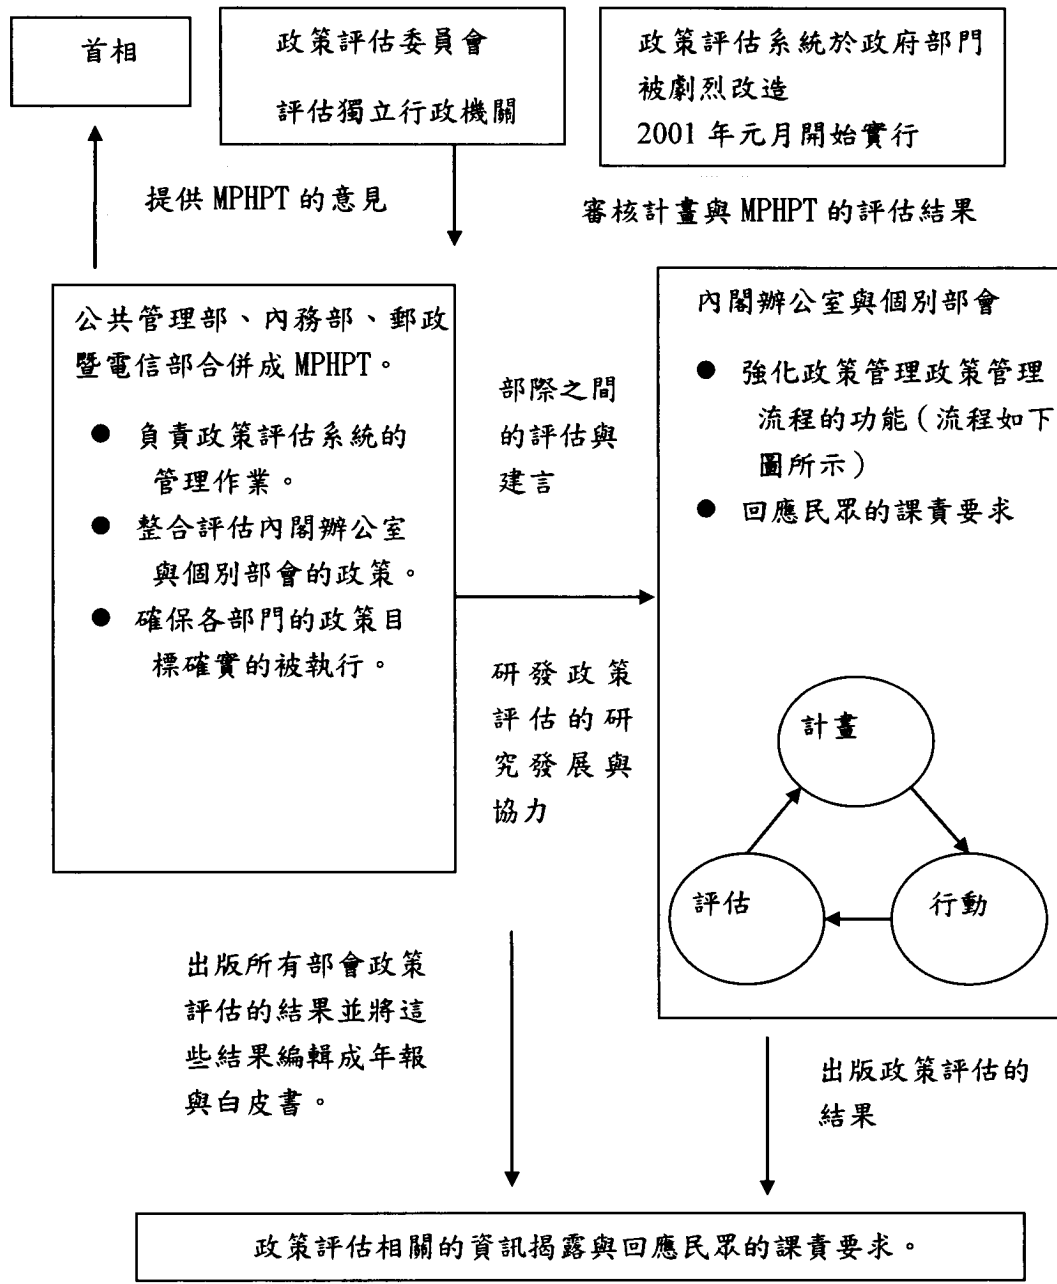 首相
政策評估委員會
評估獨立行政機關
政策評估系統於政府部門
被劇烈改造
2001 年元月開始實行
提供 MPHPT 的意見
審核計畫與 MPHPT 的評估結果
公共管理部、內務部、郵政
暨電信部合併成 MPHPT。
● 負責政策評估系統的
管理作業。
● 整合評估內閣辦公室
與個別部會的政策。
● 確保各部門的政策目
標確實的被執行。
部際之間
的評估與
建言
研發政策
評估的研
究發展與
協力
內閣辦公室與個別部會
● 強化政策管理政策管理
流程的功能（流程如下
圖所示）
● 回應民眾的課責要求
計畫
評估
行動
出版所有部會政策
評估的結果並將這
些結果編輯成年報
與白皮書。
出版政策評估的
結果
政策評估相關的資訊揭露與回應民眾的課責要求。